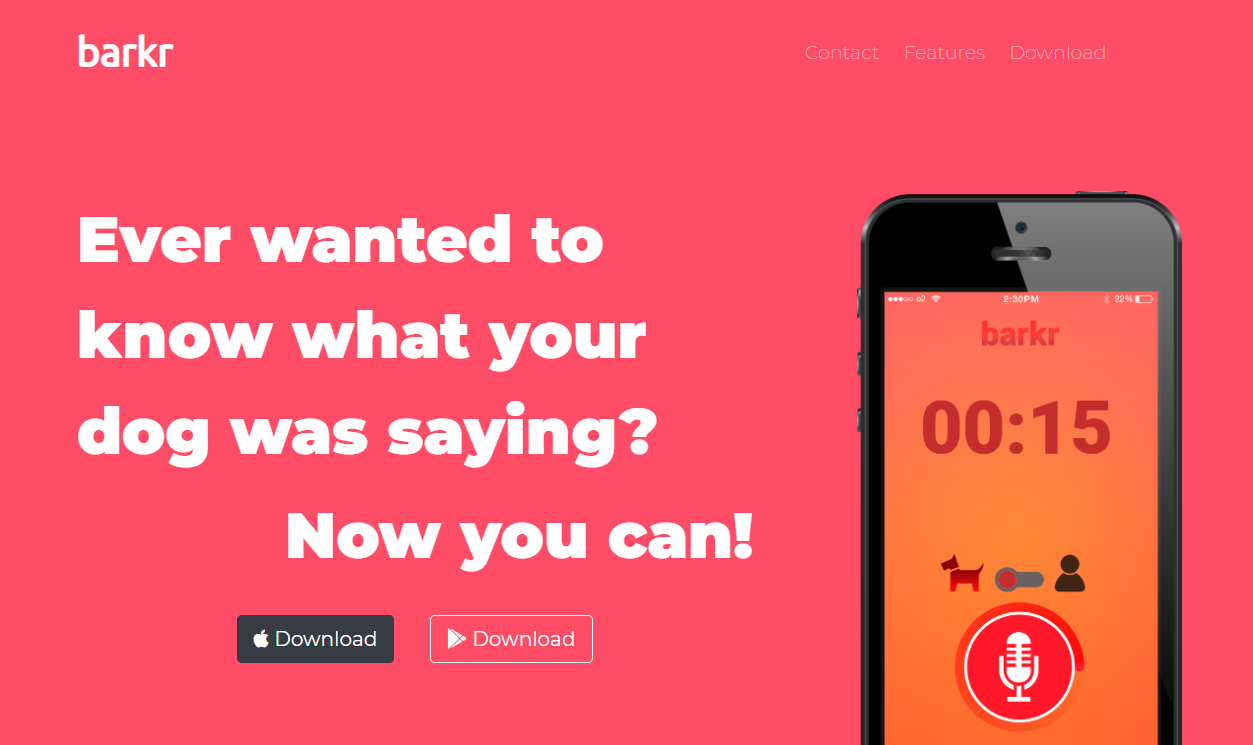 barkr
Contact Features Download
Ever wanted to
know what your
dog was saying?
Now you can!
Download Download
o2 2:30PM 22%
barkr
00:15